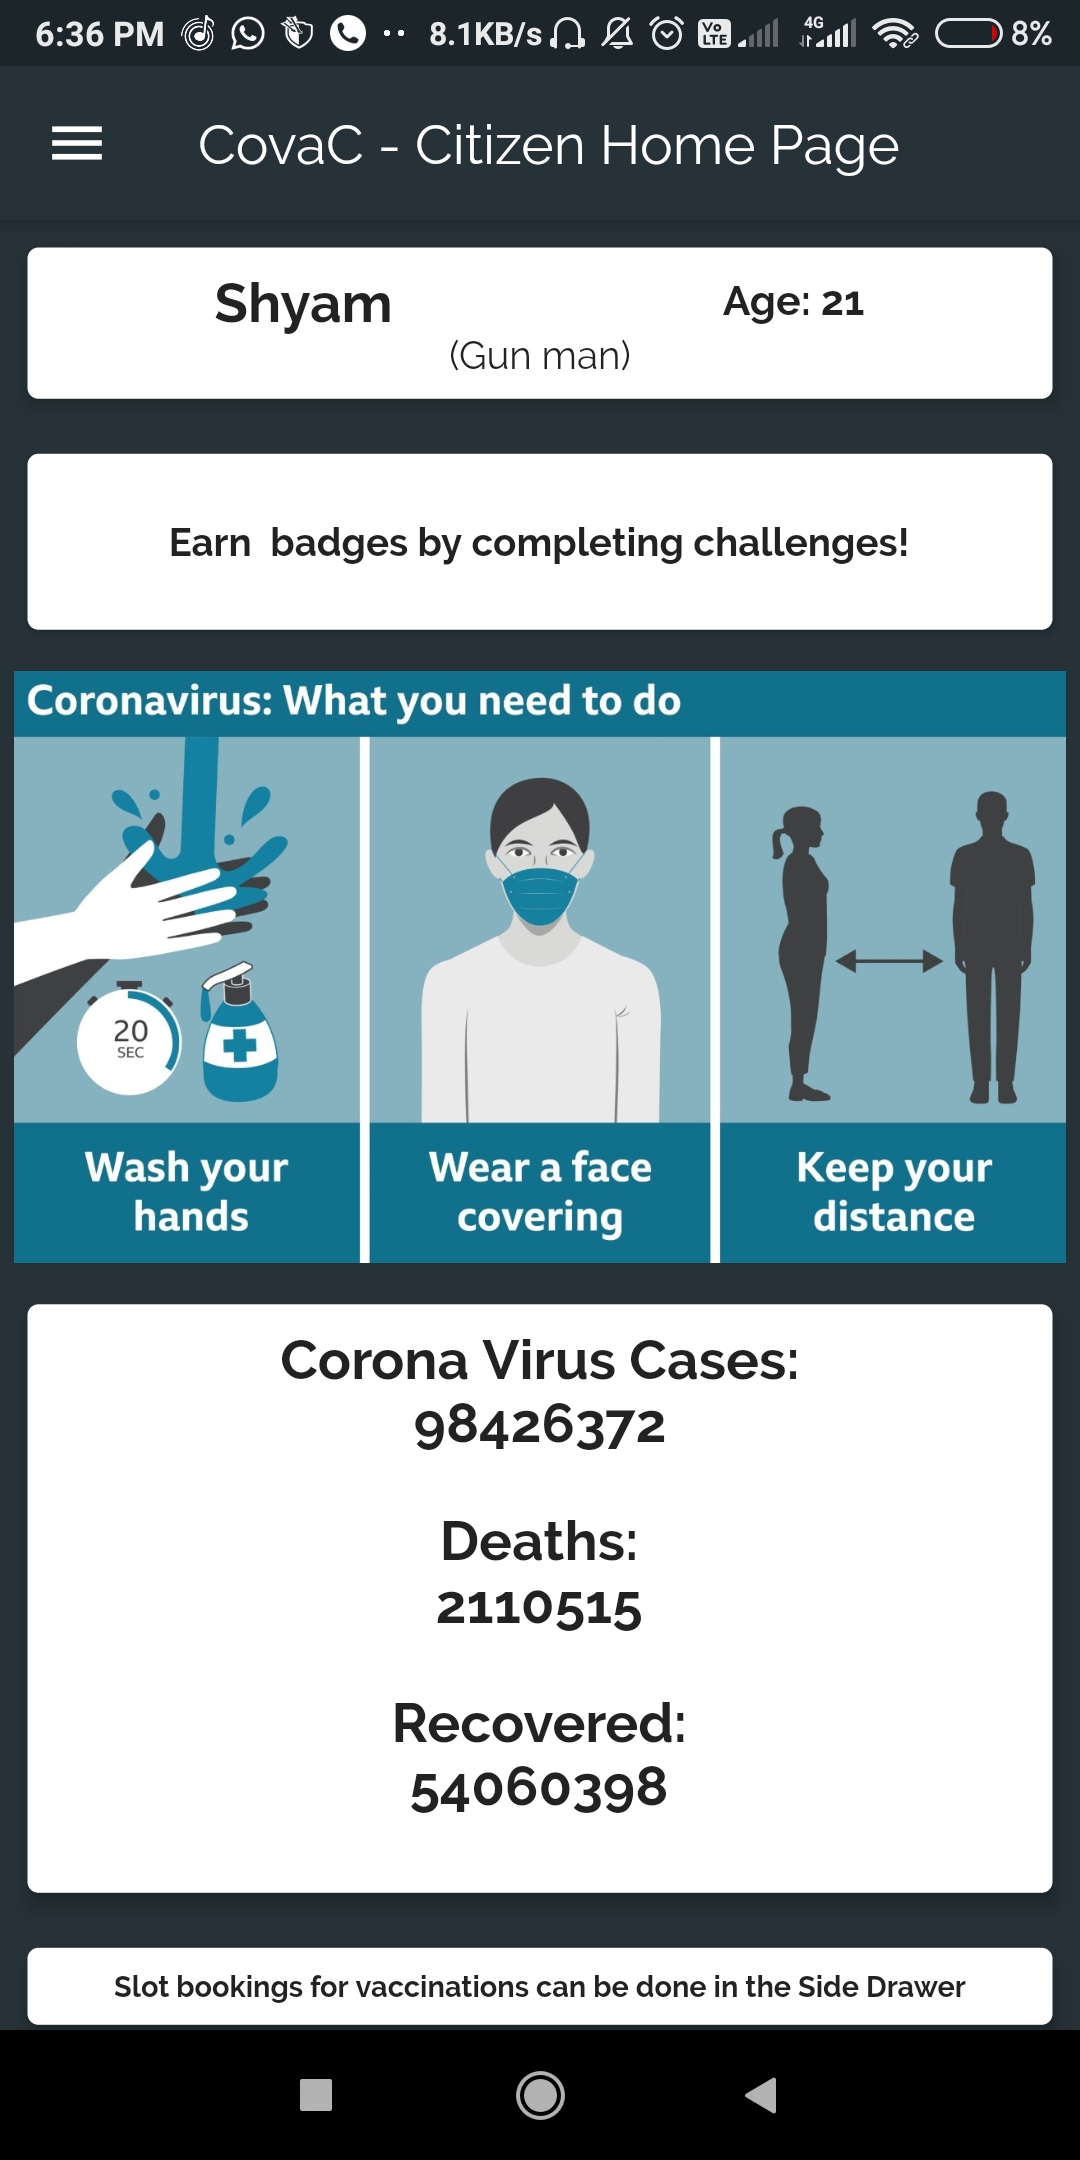 6:36 PM 8.1KB/s Vo LTE 4G 8%
CovaC - Citizen Home Page
Shyam Age: 21
(Gun man)
Earn  badges by completing challenges!
Coronavirus: What you need to do
20
SEC
Wash your
hands
Wear a face
covering
Keep your
distance
Corona Virus Cases:
98426372
Deaths:
2110515
Recovered:
54060398
Slot bookings for vaccinations can be done in the Side Drawer